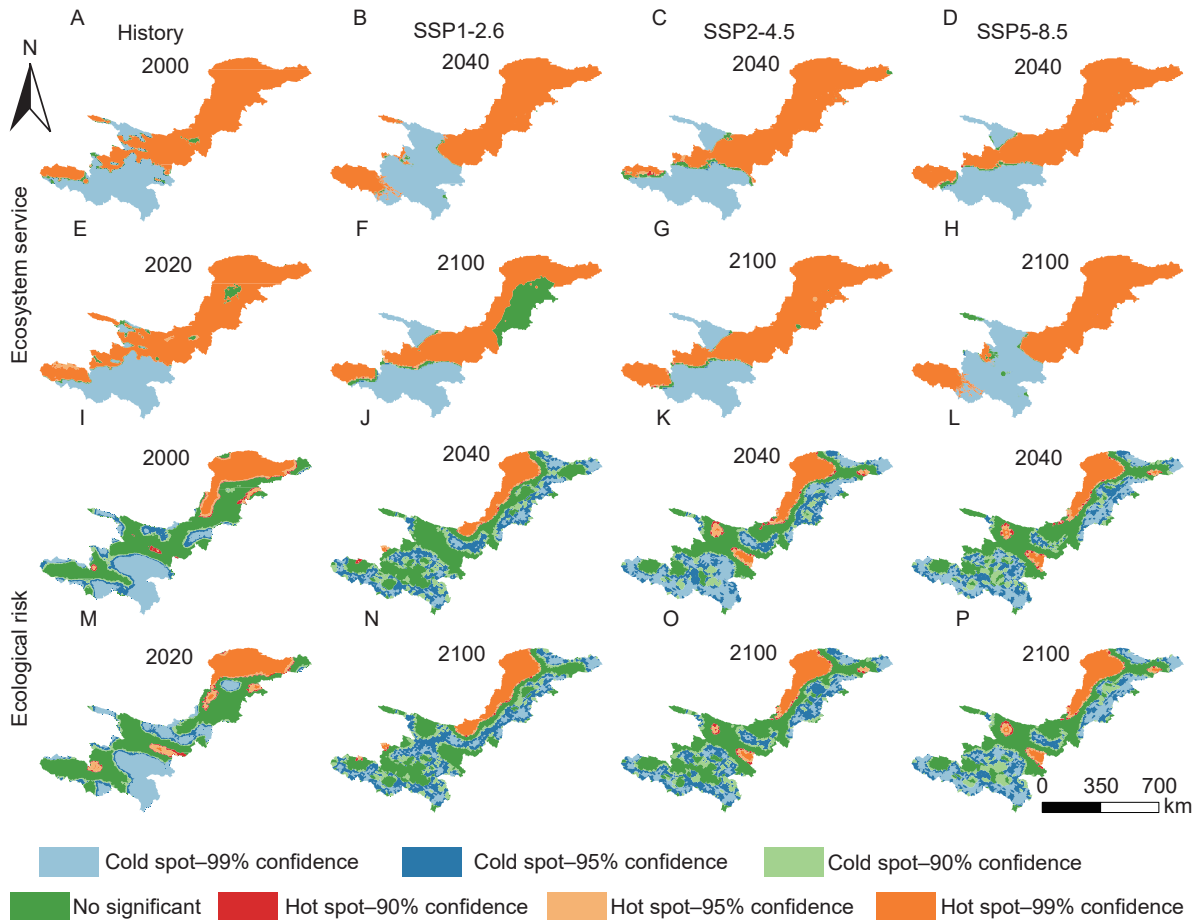 A
B
C
D
N
History
SSP1-2.6
SSP2-4.5
SSP5-8.5
2000
2040
2040
2040
Ecosystem service
E
F
G
H
2020
2100
2100
2100
I
J
K
L
2000
2040
2040
2040
Ecological risk
M
N
O
P
2020
2100
2100
2100
0 350 700
km
Cold spot–99% confidence
Cold spot–95% confidence
Cold spot–90% confidence
No significant
Hot spot–90% confidence
Hot spot–95% confidence
Hot spot–99% confidence